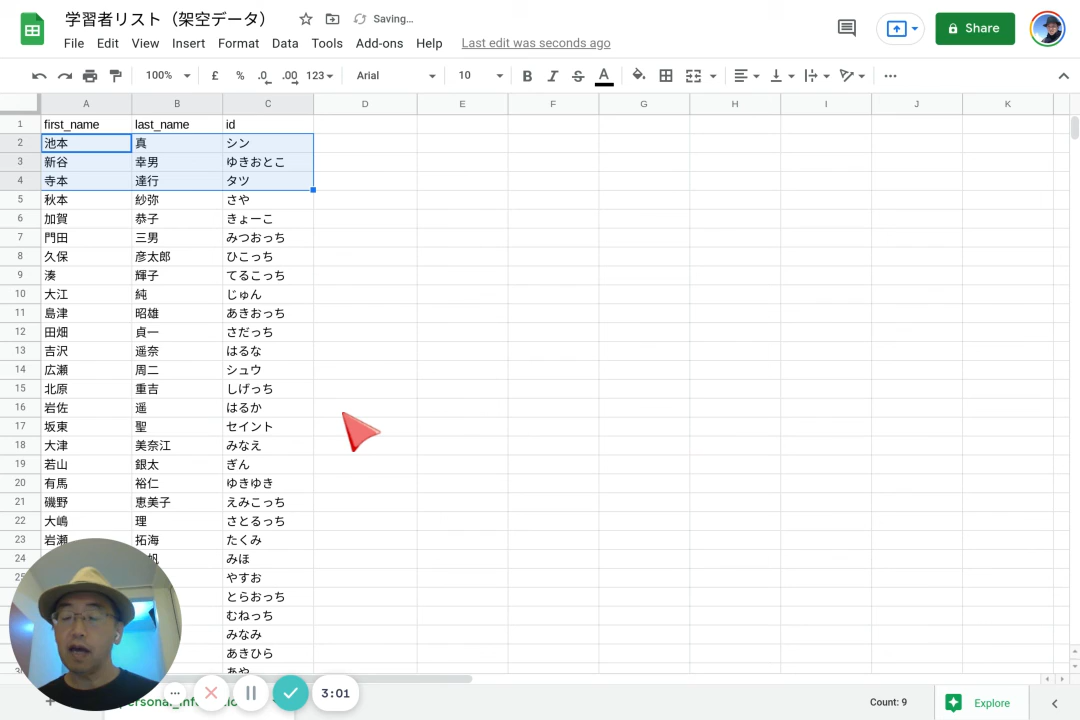 学習者リスト（架空データ） Saving...
File Edit View Insert Format Data Tools Add-ons Help Last edit was seconds ago
Share
100% £ % .0 .00 123 Arial 10 B I S A
A B C D E F G H I J K
1 first_name last_name id
2 池本 真 シン
3 新谷 幸男 ゆきおとこ
4 寺本 達行 タツ
5 秋本 紗弥 さや
6 加賀 恭子 きょーこ
7 門田 三男 みつおっち
8 久保 彦太郎 ひこっち
9 湊 輝子 てるこっち
10 大江 純 じゅん
11 島津 昭雄 あきおっち
12 田畑 貞一 さだっち
13 吉沢 遥奈 はるな
14 広瀬 周二 シュウ
15 北原 重吉 しげっち
16 岩佐 遥 はるか
17 坂東 聖 セイント
18 大津 美奈江 みなえ
19 若山 銀太 ぎん
20 有馬 裕仁 ゆきゆき
21 磯野 恵美子 えみこっち
22 大嶋 理 さとるっち
23 岩瀬 拓海 たくみ
24 帆 みほ
25 やすお
とらおっち
むねっち
みなみ
あきひら
あや
3:01
Count: 9 Explore